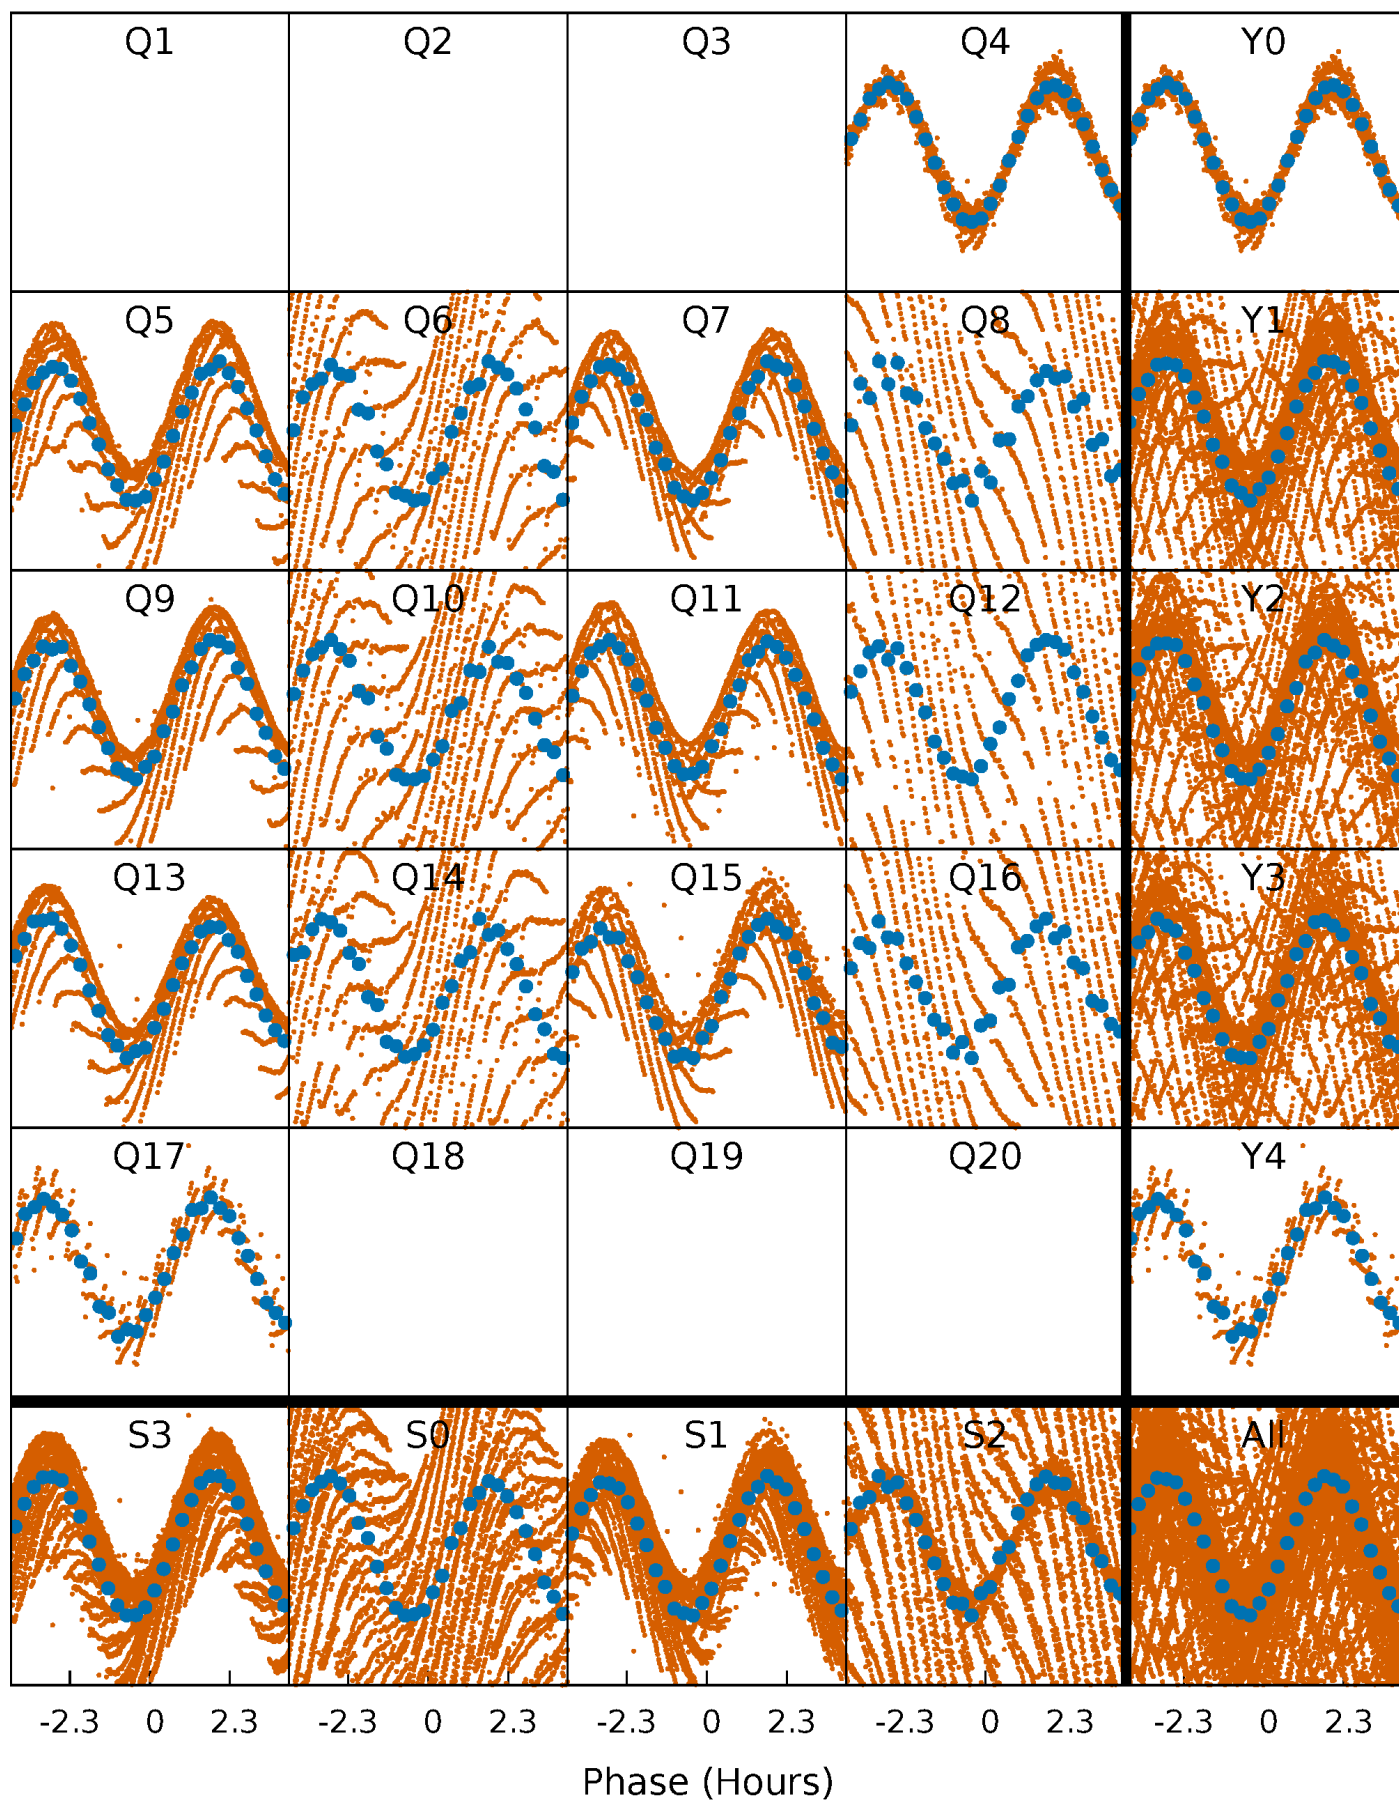 Q1 Q2 Q3 Q4 Y0
Q5 Q6 Q7 Q8 Y1
Q9 Q10 Q11 Q12 Y2
Q13 Q14 Q15 Q16 Y3
Q17 Q18 Q19 Q20 Y4
S3 S0 S1 S2 All
-2.3 0 2.3 -2.3 0 2.3 -2.3 0 2.3 -2.3 0 2.3 -2.3 0 2.3
Phase (Hours)